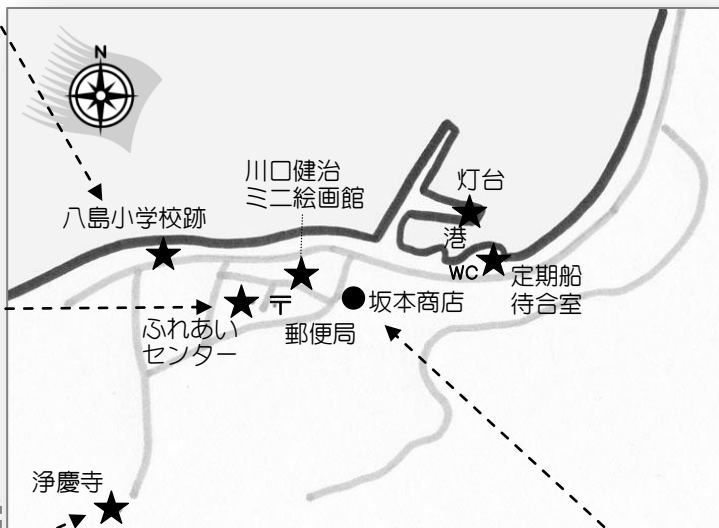 N
川口健治
ミニ絵画館
灯台
八島小学校跡
港
WC
定期船
待合室
坂本商店
〒
ふれあい
センター
郵便局
浄慶寺